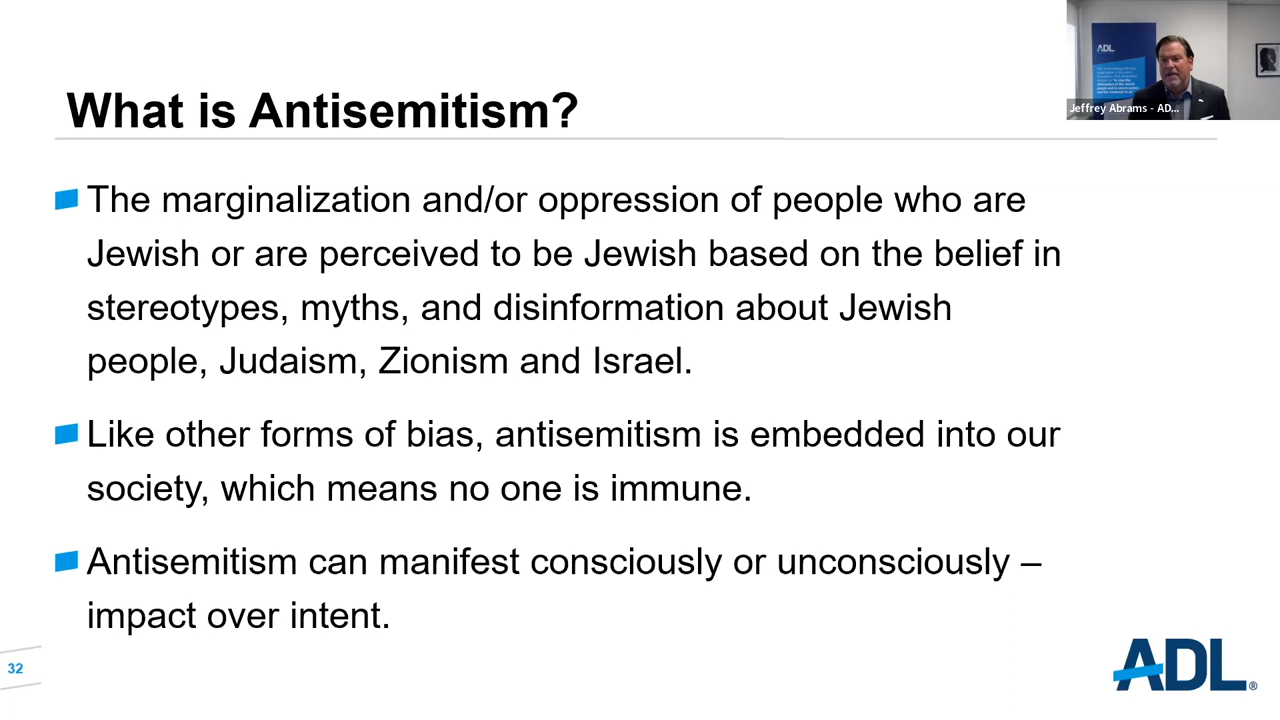 ADL
Jeffrey Abrams - AD...
What is Antisemitism?
The marginalization and/or oppression of people who are
Jewish or are perceived to be Jewish based on the belief in
stereotypes, myths, and disinformation about Jewish
people, Judaism, Zionism and Israel.
Like other forms of bias, antisemitism is embedded into our
society, which means no one is immune.
Antisemitism can manifest consciously or unconsciously –
impact over intent.
32
ADL®